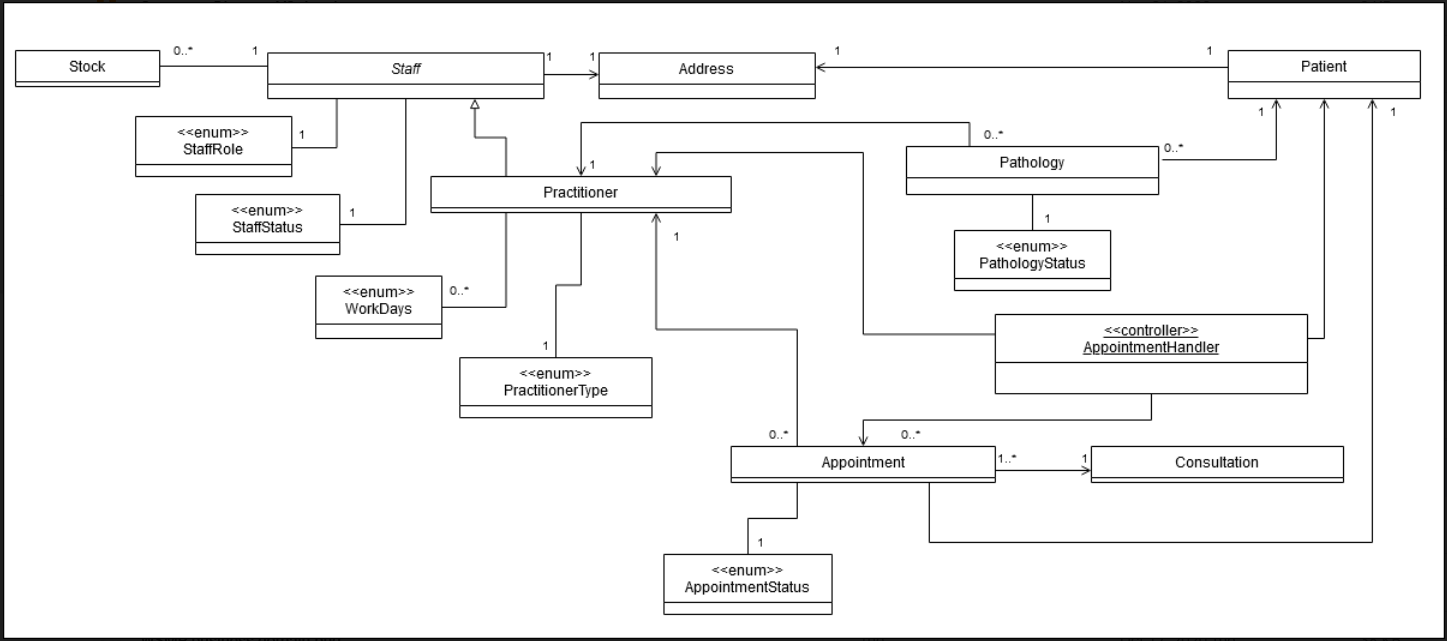 0..*
1
1
1
1
1
Stock
Staff
Address
Patient
<<enum>>
StaffRole
1
0..*
1
1
Pathology
0..*
1
Practitioner
<<enum>>
StaffStatus
1
1
1
<<enum>>
PathologyStatus
<<enum>>
WorkDays
0..*
<<controller>>
AppointmentHandler
1
<<enum>>
PractitionerType
0..*
0..*
Appointment
1..*
1
Consultation
1
<<enum>>
AppointmentStatus